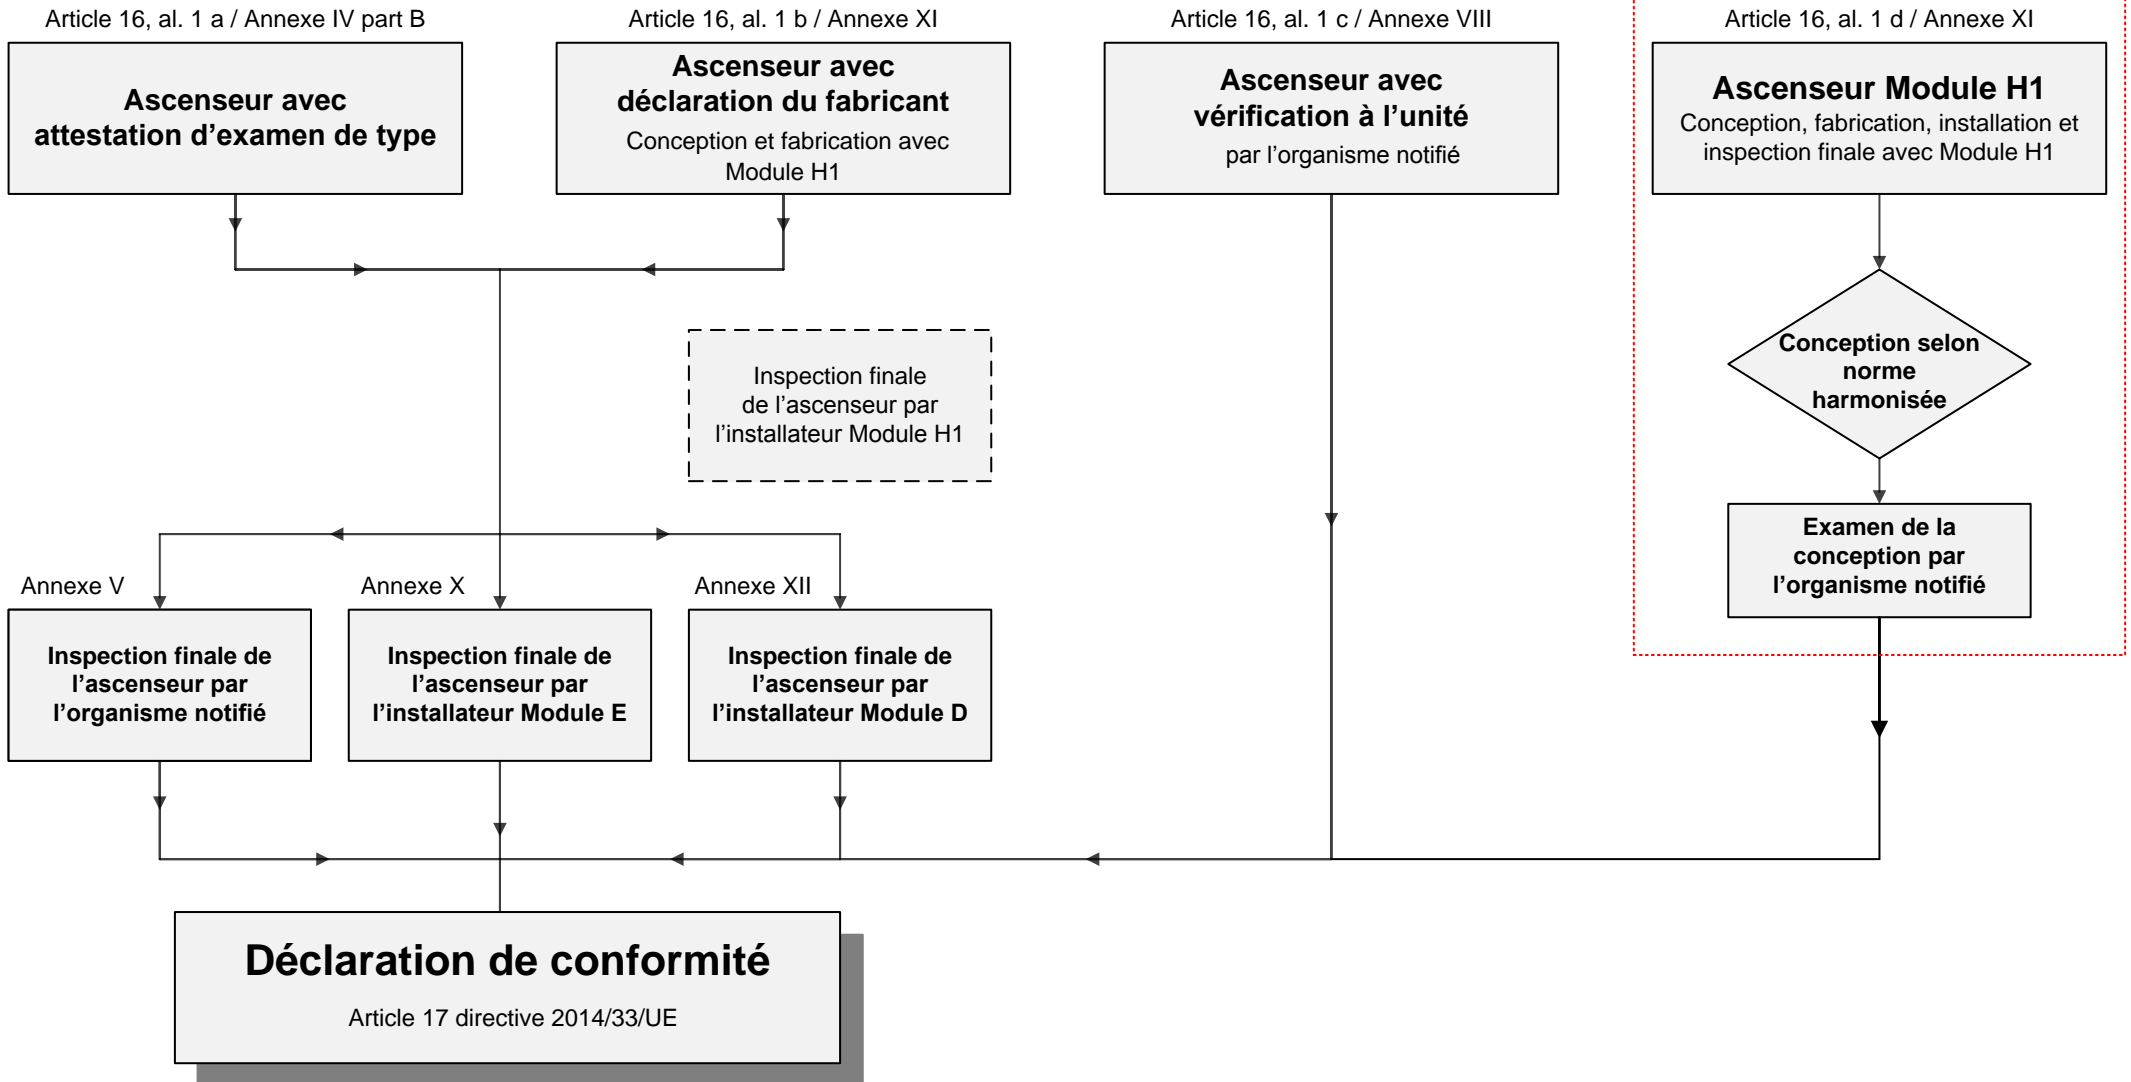 Article 16, al. 1 a / Annexe IV part B
Ascenseur avec
attestation d’examen de type
Article 16, al. 1 b / Annexe XI
Ascenseur avec
déclaration du fabricant
Conception et fabrication avec
Module H1
Article 16, al. 1 c / Annexe VIII
Ascenseur avec
vérification à l’unité
par l’organisme notifié
Article 16, al. 1 d / Annexe XI
Ascenseur Module H1
Conception, fabrication, installation et
inspection finale avec Module H1
Inspection finale
de l’ascenseur par
l’installateur Module H1
Conception selon
norme
harmonisée
Examen de la
conception par
l’organisme notifié
Annexe V
Inspection finale de
l’ascenseur par
l’organisme notifié
Annexe X
Inspection finale de
l’ascenseur par
l’installateur Module E
Annexe XII
Inspection finale de
l’ascenseur par
l’installateur Module D
Déclaration de conformité
Article 17 directive 2014/33/UE